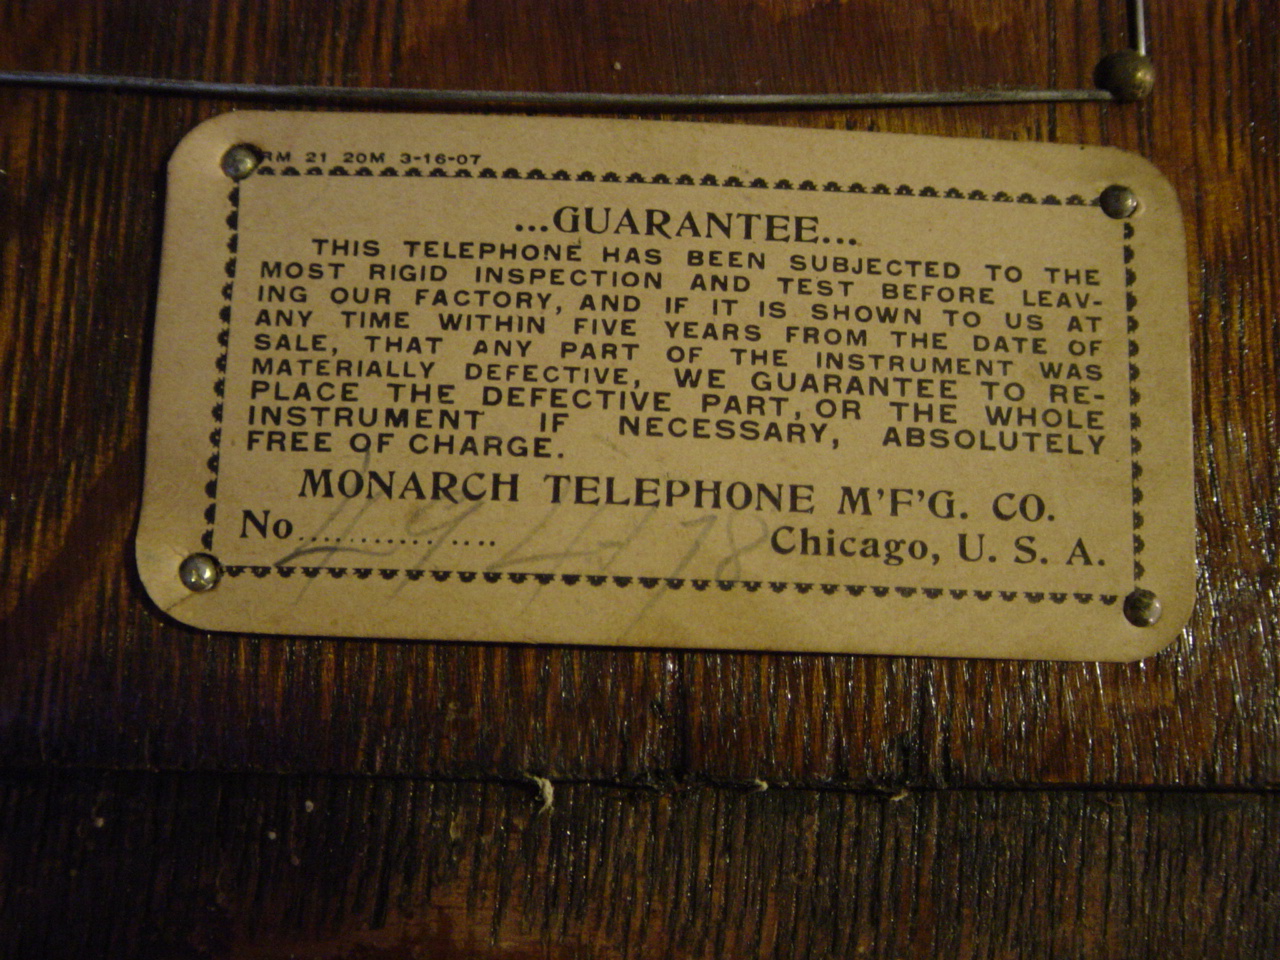 RM 21 20M 3-16-07
...GUARANTEE...
THIS TELEPHONE HAS BEEN SUBJECTED TO THE
MOST RIGID INSPECTION AND TEST BEFORE LEAV-
ING OUR FACTORY, AND IF IT IS SHOWN TO US AT
ANY TIME WITHIN FIVE YEARS FROM THE DATE OF
SALE, THAT ANY PART OF THE INSTRUMENT WAS
MATERIALLY DEFECTIVE, WE GUARANTEE TO RE-
PLACE THE DEFECTIVE PART, OR THE WHOLE
INSTRUMENT IF NECESSARY, ABSOLUTELY
FREE OF CHARGE.
MONARCH TELEPHONE M'F'G. CO.
No................ 49478 Chicago, U. S. A.